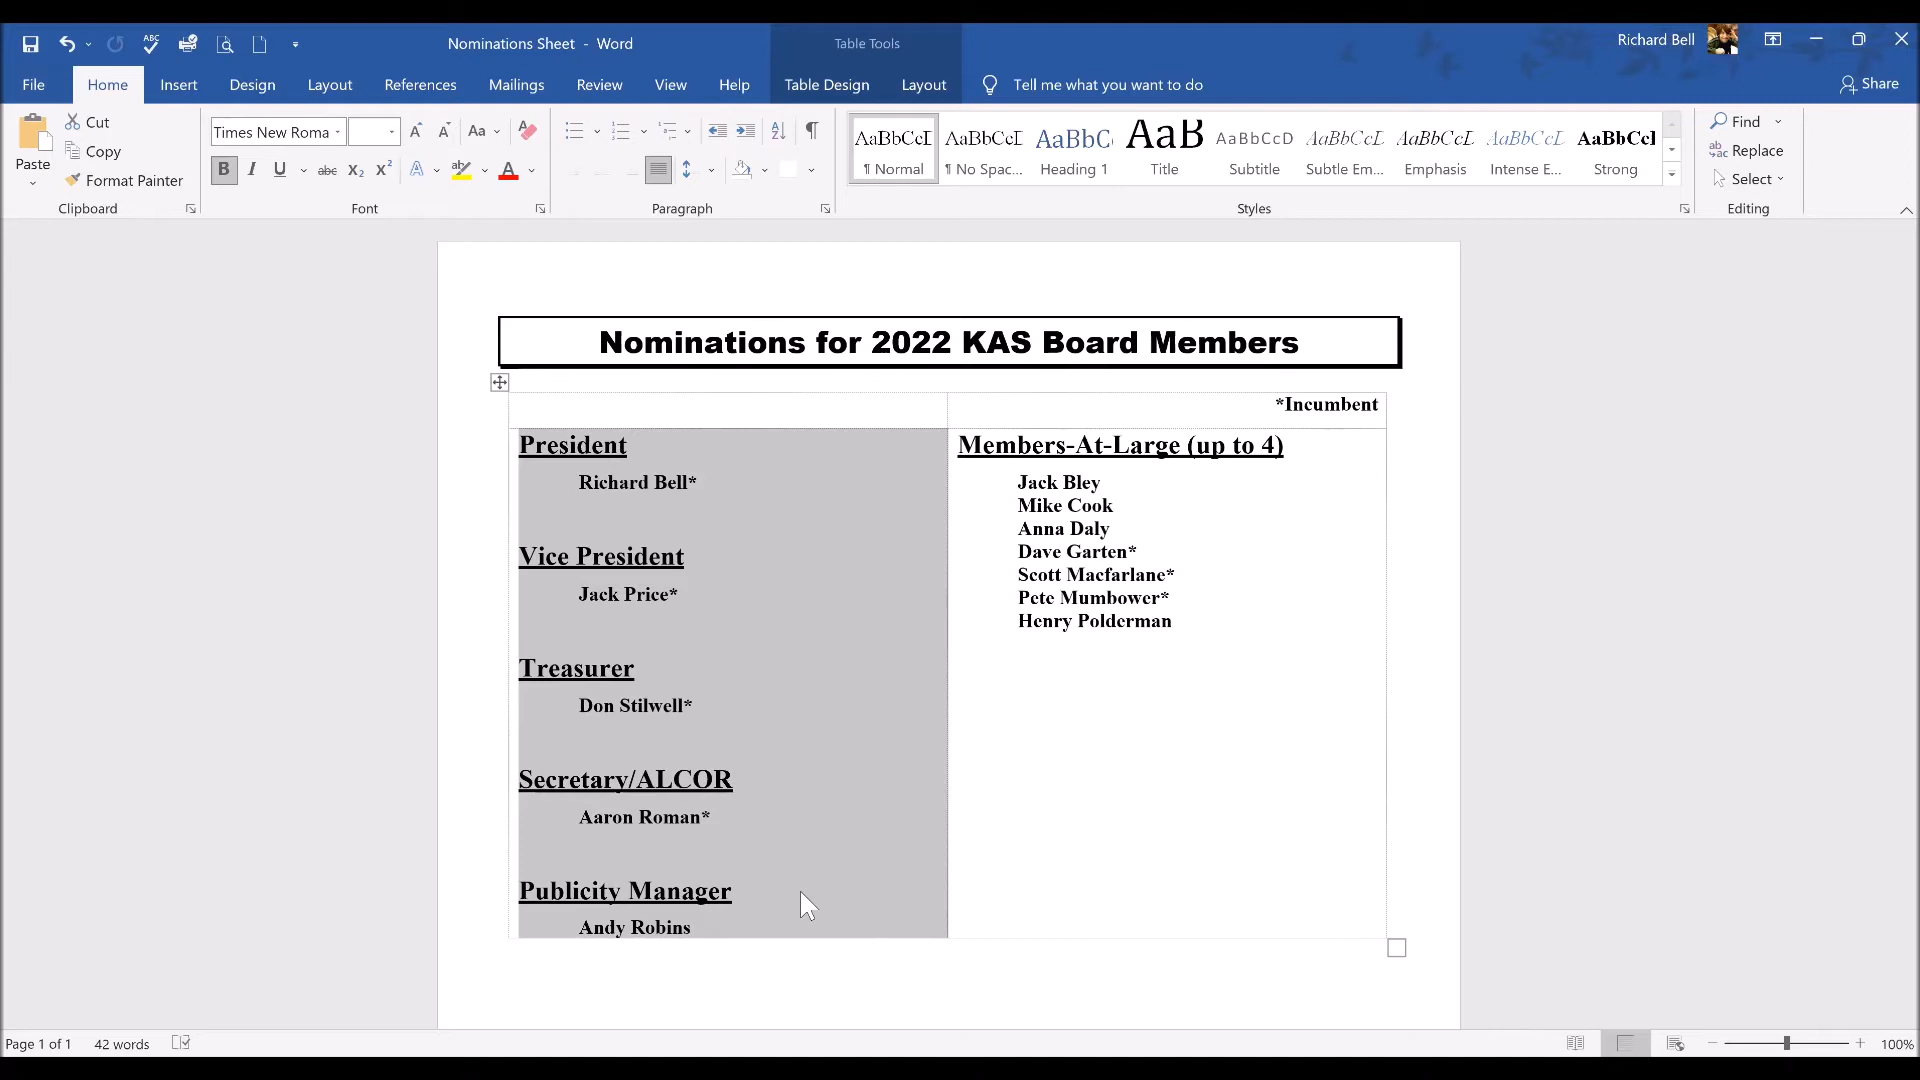 Nominations Sheet - Word
Table Tools
Richard Bell
File Home Insert Design Layout References Mailings Review View Help Table Design Layout Tell me what you want to do Share
Paste
Cut
Copy
Format Painter
Clipboard
Times New Roma
Aa
Font
Paragraph
AaBbCcI AaBbCcI AaBbC AaB AaBbCcD AaBbCcL AaBbCcL AaBbCcL AaBbCcI
¶ Normal ¶ No Spac... Heading 1 Title Subtitle Subtle Em... Emphasis Intense E... Strong
Styles
Find
Replace
Select
Editing
Nominations for 2022 KAS Board Members
*Incumbent
President
Richard Bell*
Vice President
Jack Price*
Treasurer
Don Stilwell*
Secretary/ALCOR
Aaron Roman*
Publicity Manager
Andy Robins
Members-At-Large (up to 4)
Jack Bley
Mike Cook
Anna Daly
Dave Garten*
Scott Macfarlane*
Pete Mumbower*
Henry Polderman
Page 1 of 1 42 words 100%